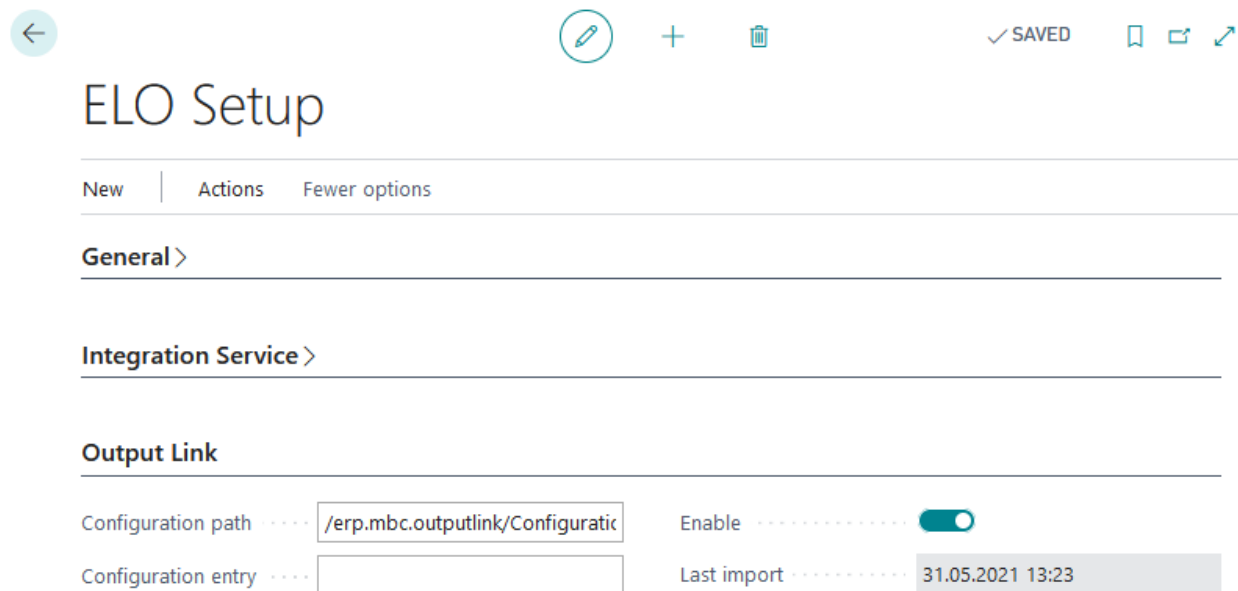 SAVED
ELO Setup
New Actions Fewer options
General
Integration Service
Output Link
Configuration path /erp.mbc.outputlink/Configuratic Enable
Configuration entry Last import 31.05.2021 13:23